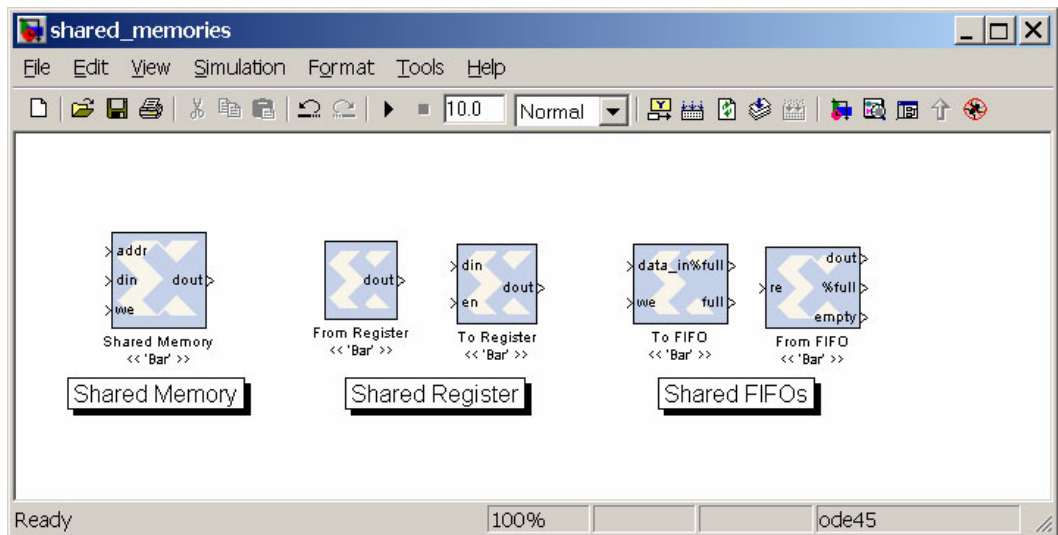 shared_memories
File Edit View Simulation Format Tools Help
10.0 Normal
addr
din dout
we
Shared Memory
<< 'Bar' >>
Shared Memory
dout
From Register
<< 'Bar' >>
din
dout
en
To Register
<< 'Bar' >>
Shared Register
data_in %full
we full
To FIFO
<< 'Bar' >>
dout
re %full
empty
From FIFO
<< 'Bar' >>
Shared FIFOs
Ready 100% ode45